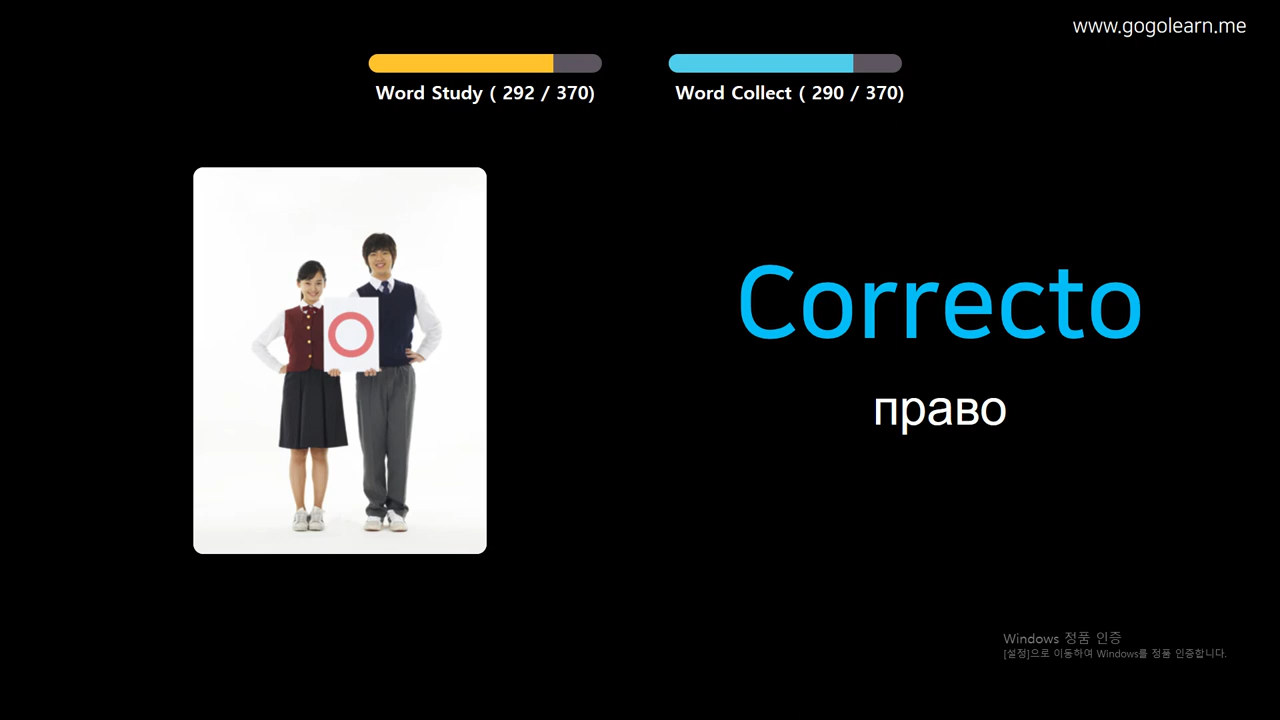 www.gogolearn.me
Word Study ( 292 / 370)
Word Collect ( 290 / 370)
Correcto
право
Windows 정품 인증
[설정]으로 이동하여 Windows를 정품 인증합니다.